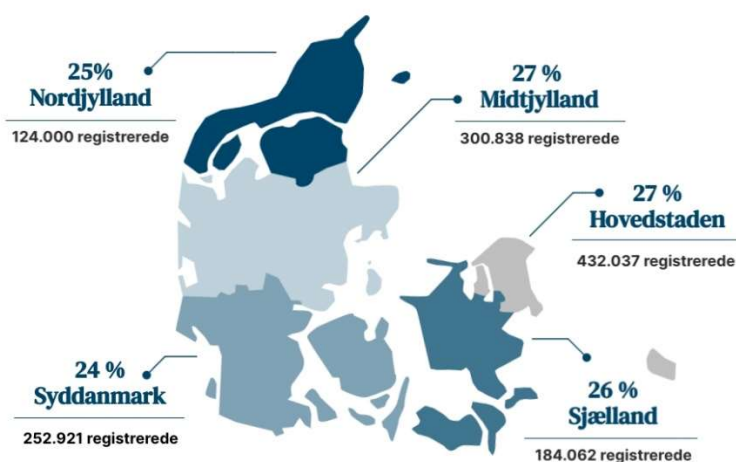 25%
Nordjylland
124.000 registrerede
27 %
Midtjylland
300.838 registrerede
27 %
Hovedstaden
432.037 registrerede
24 %
Syddanmark
252.921 registrerede
26 %
Sjælland
184.062 registrerede